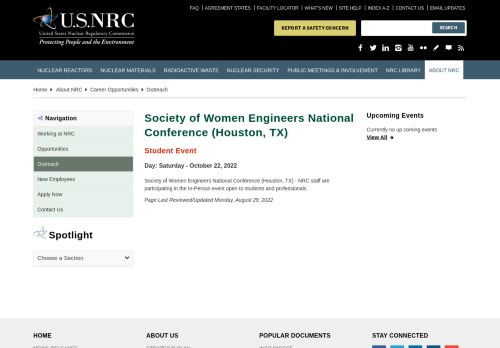 FAQ | AGREEMENT STATES | FACILITY LOCATOR | WHAT'S NEW | SITE HELP | INDEX A-Z | CONTACT US | EMAIL UPDATES
U.S.NRC
United States Nuclear Regulatory Commission
Protecting People and the Environment
REPORT A SAFETY CONCERN
SEARCH
NUCLEAR REACTORS NUCLEAR MATERIALS RADIOACTIVE WASTE NUCLEAR SECURITY PUBLIC MEETINGS & INVOLVEMENT NRC LIBRARY ABOUT NRC
Home About NRC Career Opportunities Outreach
Navigation
Working at NRC
Opportunities
Outreach
New Employees
Apply Now
Contact Us
Spotlight
Choose a Section
Society of Women Engineers National
Conference (Houston, TX)
Student Event
Day: Saturday - October 22, 2022
Society of Women Engineers National Conference (Houston, TX) - NRC staff are
participating in the In-Person event open to students and professionals.
Page Last Reviewed/Updated Monday, August 29, 2022
Upcoming Events
Currently no up coming events
View All
HOME ABOUT US POPULAR DOCUMENTS STAY CONNECTED